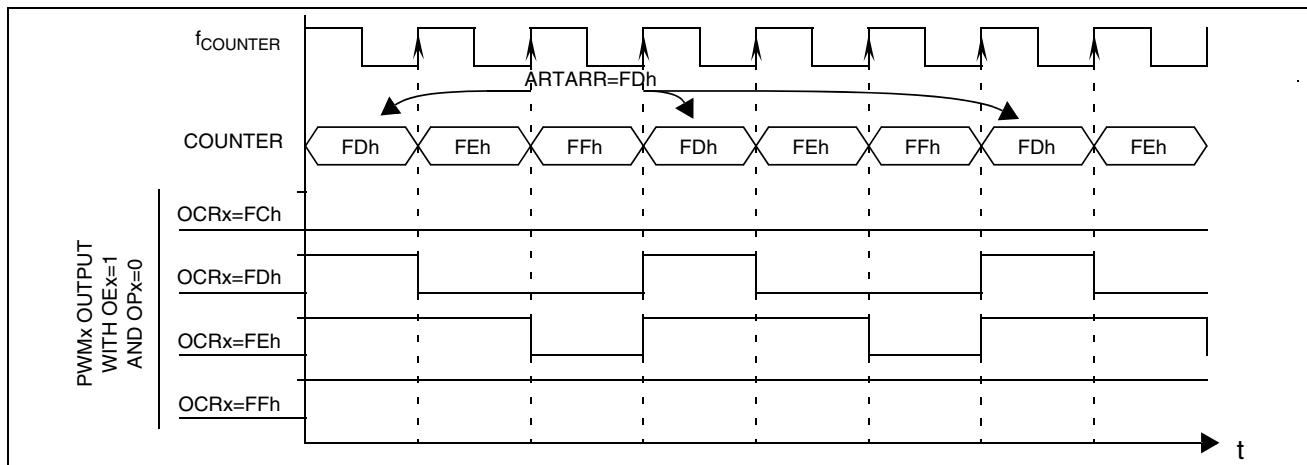 fCOUNTER
ARTARR=FDh
COUNTER
FDh FEh FFh FDh FEh FFh FDh FEh
PWMx OUTPUT
WITH OEx=1
AND OPx=0
OCRx=FCh
OCRx=FDh
OCRx=FEh
OCRx=FFh
t